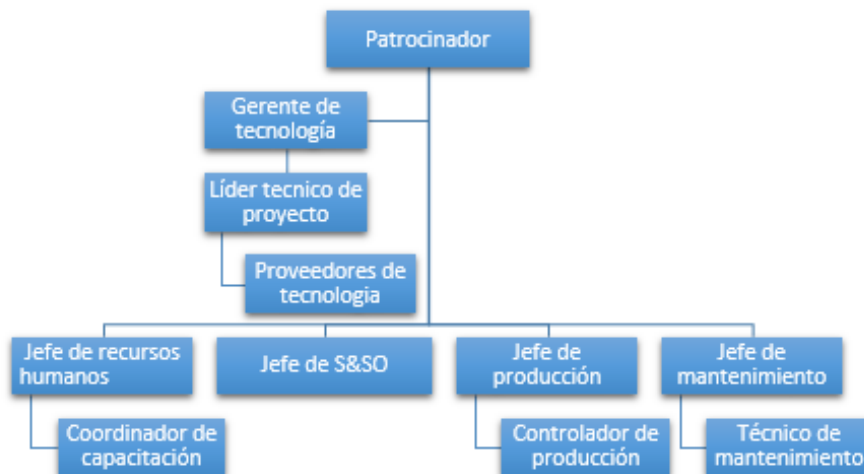 Patrocinador
Gerente de
tecnología
Líder tecnico de
proyecto
Proveedores de
tecnologia
Jefe de recursos
humanos
Jefe de S&SO
Jefe de
producción
Jefe de
mantenimiento
Coordinador de
capacitación
Controlador de
producción
Técnico de
mantenimiento